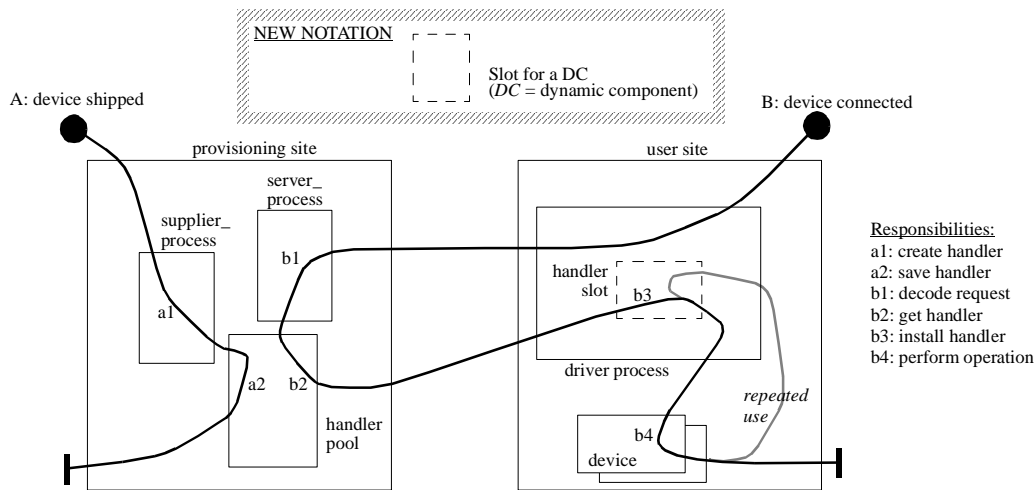 NEW NOTATION
Slot for a DC
(DC = dynamic component)
A: device shipped
B: device connected
provisioning site
user site
server_
process
supplier_
process
b1
a1
a2
b2
handler
pool
handler
slot
b3
driver process
repeated
use
b4
device
Responsibilities:
a1: create handler
a2: save handler
b1: decode request
b2: get handler
b3: install handler
b4: perform operation